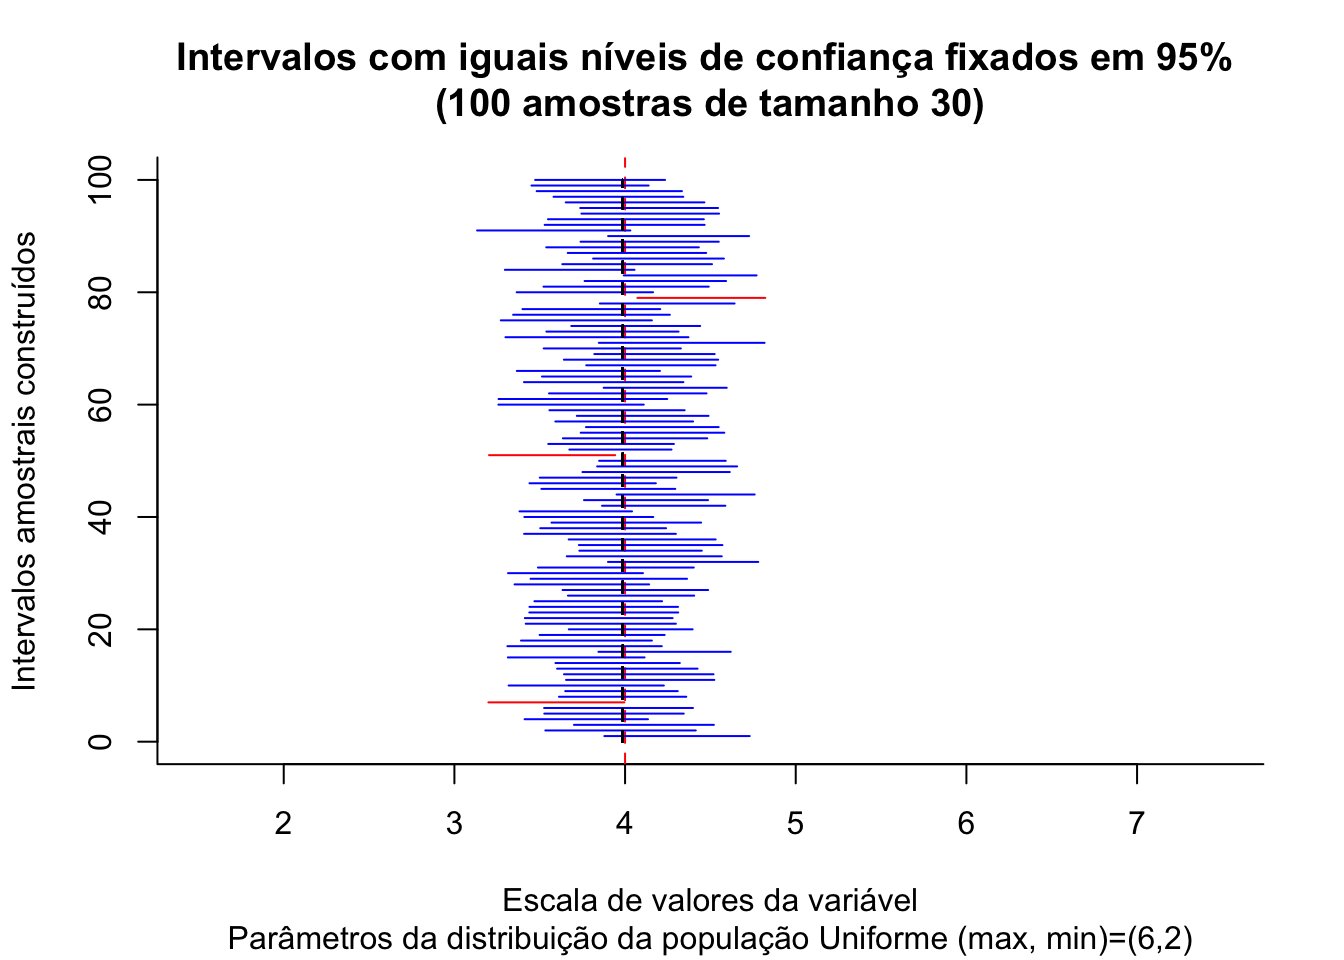 Intervalos com iguais níveis de confiança fixados em 95%
(100 amostras de tamanho 30)
Intervalos amostrais construídos
100
80
60
40
20
0
2 3 4 5 6 7
Escala de valores da variável
Parâmetros da distribuição da população Uniforme (max, min)=(6,2)